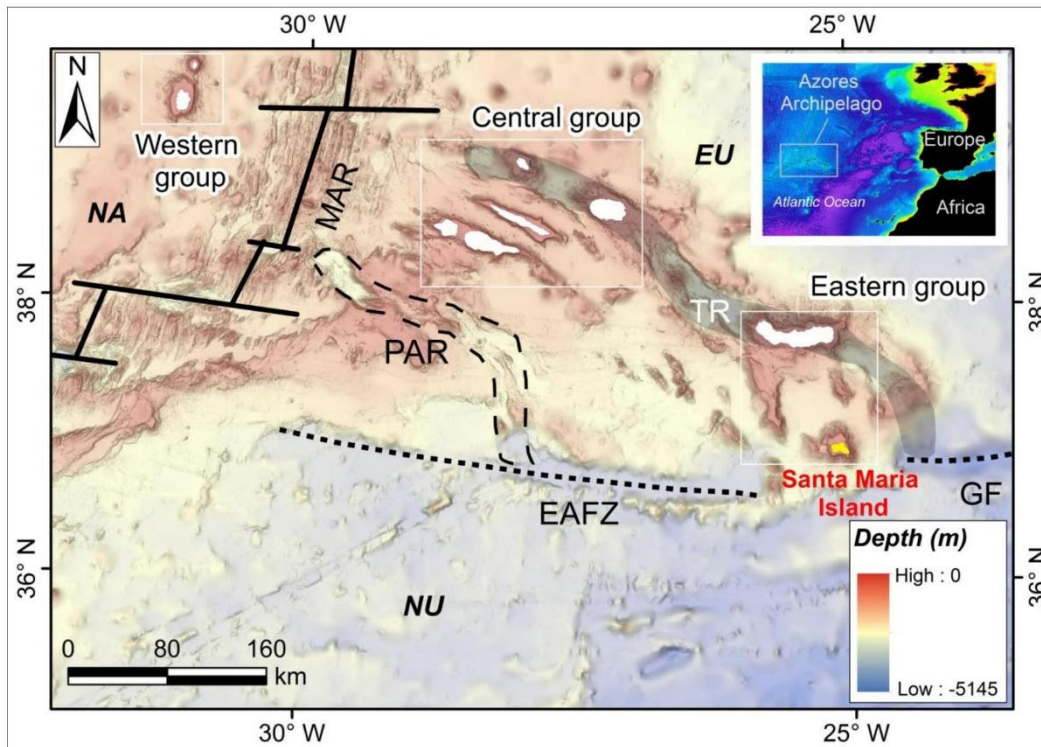 30° W
25° W
N
Western
group
Central group
Azores
Archipelago
Europe
Atlantic Ocean
Africa
EU
NA
MAR
38° N
38° N
Eastern group
TR
PAR
Santa Maria
Island
EAFZ
GF
36° N
36° N
NU
Depth (m)
High : 0
Low : -5145
0 80 160
km
30° W
25° W